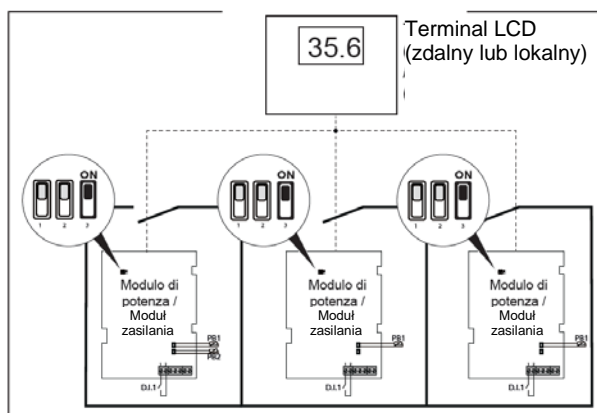 35.6
Terminal LCD
(zdalny lub lokalny)
ON
1 2 3
ON
1 2 3
ON
1 2 3
Modulo di
potenza /
Moduł
zasilania
PB1
PB2
D.I.1
Modulo di
potenza /
Moduł
zasilania
PB1
D.I.1
Modulo di
potenza /
Moduł
zasilania
PB1
D.I.1